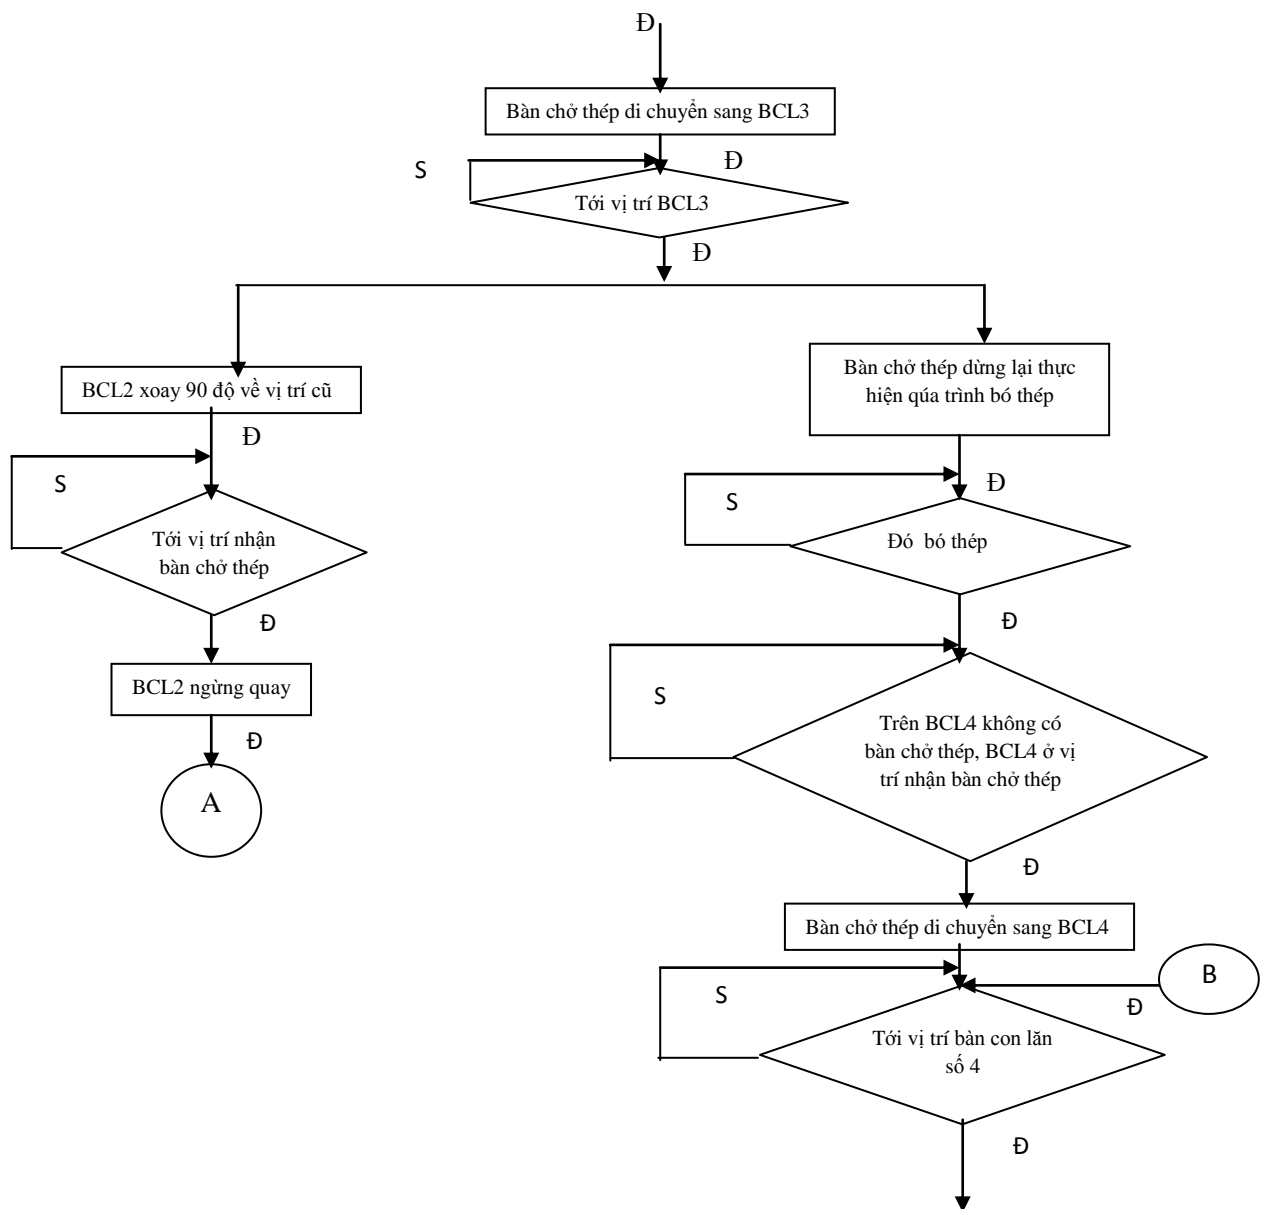 Đ
Bàn chở thép di chuyển sang BCL3
Đ
S
Tới vị trí BCL3
Đ
BCL2 xoay 90 độ về vị trí cũ
Đ
S
Tới vị trí nhận
bàn chở thép
Đ
BCL2 ngừng quay
Đ
A
Bàn chở thép dừng lại thực
hiện qúa trình bó thép
Đ
S
Đó bó thép
Đ
S
Trên BCL4 không có
bàn chở thép, BCL4 ở vị
trí nhận bàn chở thép
Đ
Bàn chở thép di chuyển sang BCL4
B
S
Đ
Tới vị trí bàn con lăn
số 4
Đ